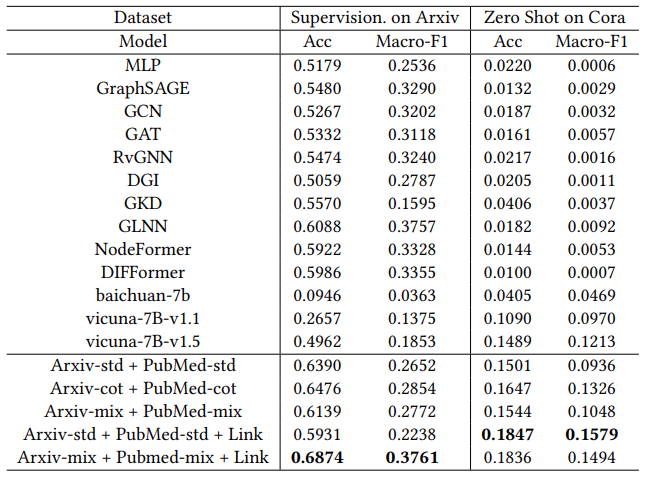 Dataset Supervision. on Arxiv Zero Shot on Cora
Model Acc Macro-F1 Acc Macro-F1
MLP 0.5179 0.2536 0.0220 0.0006
GraphSAGE 0.5480 0.3290 0.0132 0.0029
GCN 0.5267 0.3202 0.0187 0.0032
GAT 0.5332 0.3118 0.0161 0.0057
RvGNN 0.5474 0.3240 0.0217 0.0016
DGI 0.5059 0.2787 0.0205 0.0011
GKD 0.5570 0.1595 0.0406 0.0037
GLNN 0.6088 0.3757 0.0182 0.0092
NodeFormer 0.5922 0.3328 0.0144 0.0053
DIFFormer 0.5986 0.3355 0.0100 0.0007
baichuan-7b 0.0946 0.0363 0.0405 0.0469
vicuna-7B-v1.1 0.2657 0.1375 0.1090 0.0970
vicuna-7B-v1.5 0.4962 0.1853 0.1489 0.1213
Arxiv-std + PubMed-std 0.6390 0.2652 0.1501 0.0936
Arxiv-cot + PubMed-cot 0.6476 0.2854 0.1647 0.1326
Arxiv-mix + PubMed-mix 0.6139 0.2772 0.1544 0.1048
Arxiv-std + PubMed-std + Link 0.5931 0.2238 0.1847 0.1579
Arxiv-mix + Pubmed-mix + Link 0.6874 0.3761 0.1836 0.1494